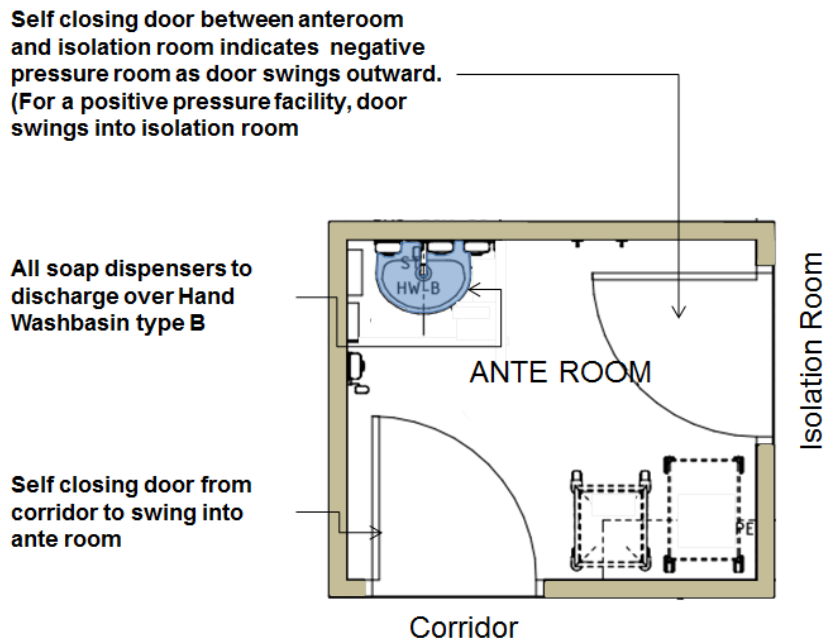 Self closing door between anteroom
and isolation room indicates negative
pressure room as door swings outward.
(For a positive pressure facility, door
swings into isolation room
All soap dispensers to
discharge over Hand
Washbasin type B
HW-B
ANTE ROOM
Isolation Room
Self closing door from
corridor to swing into
ante room
PE
Corridor